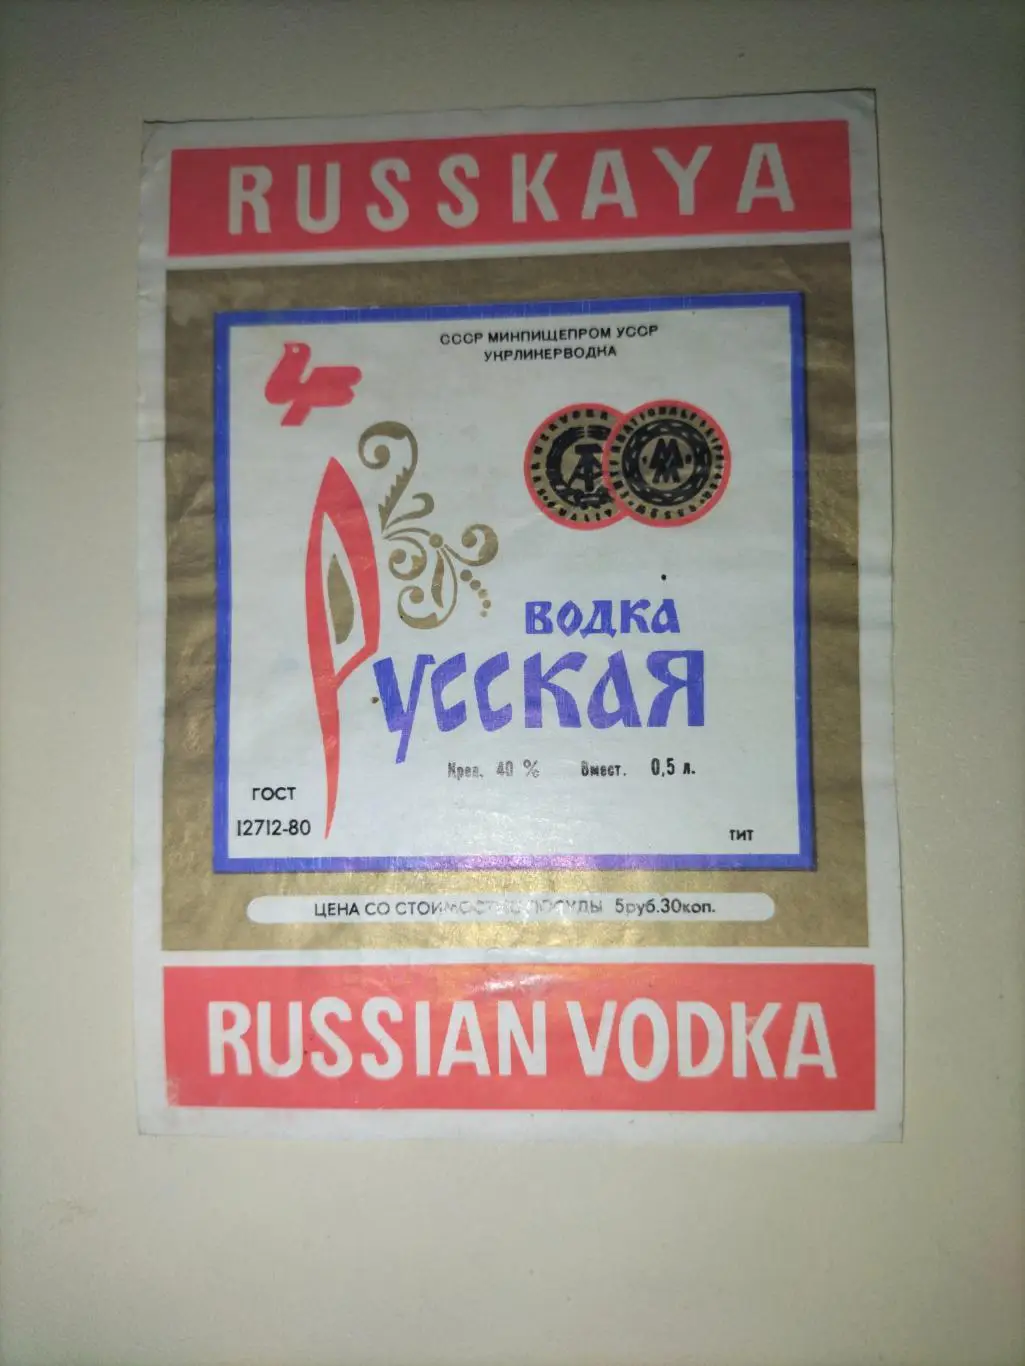 RUSSKAYA
СССР МИНПИЩЕПРОМ УССР
УКРЛИКЕРВОДКА
ВОДКА
РУССКАЯ
Креп. 40 % Вмест. 0,5 л.
ГОСТ
12712-80
ТИТ
ЦЕНА СО СТОИМОСТЬЮ ПОСУДЫ 5руб.30коп.
RUSSIAN VODKA